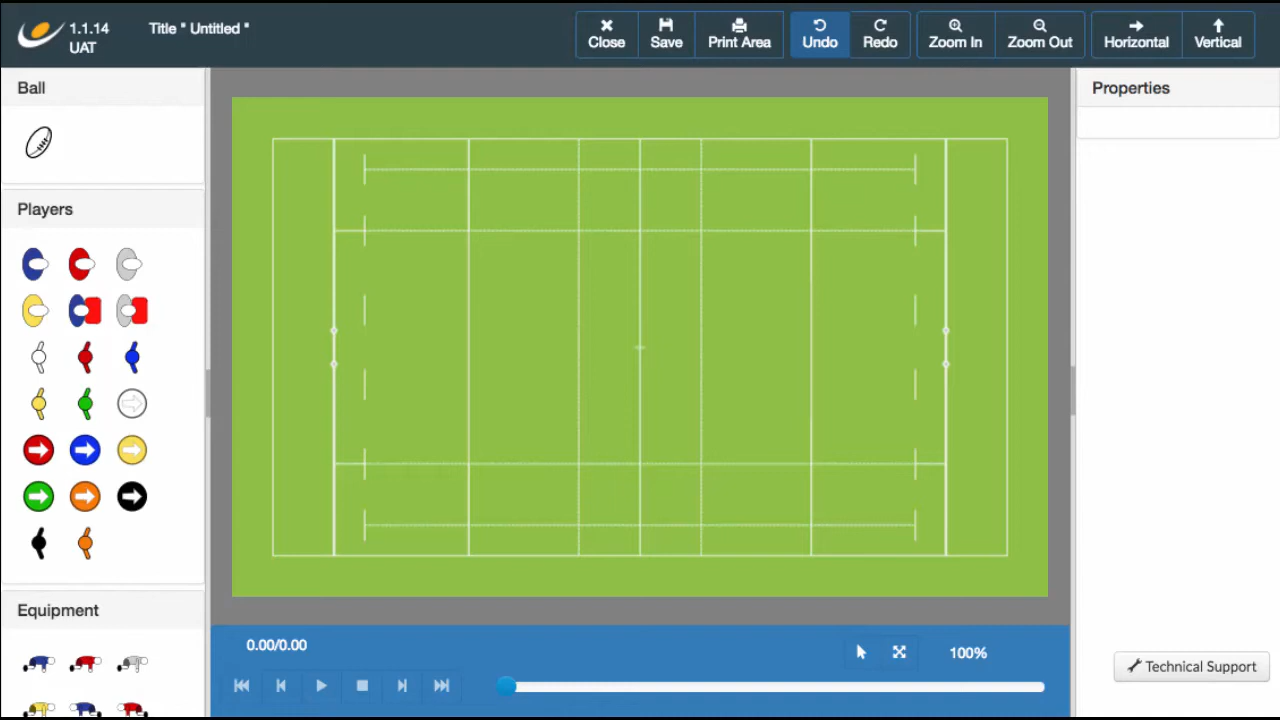 1.1.14
UAT
Title " Untitled "
Close
Save
Print Area
Undo
Redo
Zoom In
Zoom Out
Horizontal
Vertical
Ball
Players
Equipment
Properties
0.00/0.00
100%
Technical Support